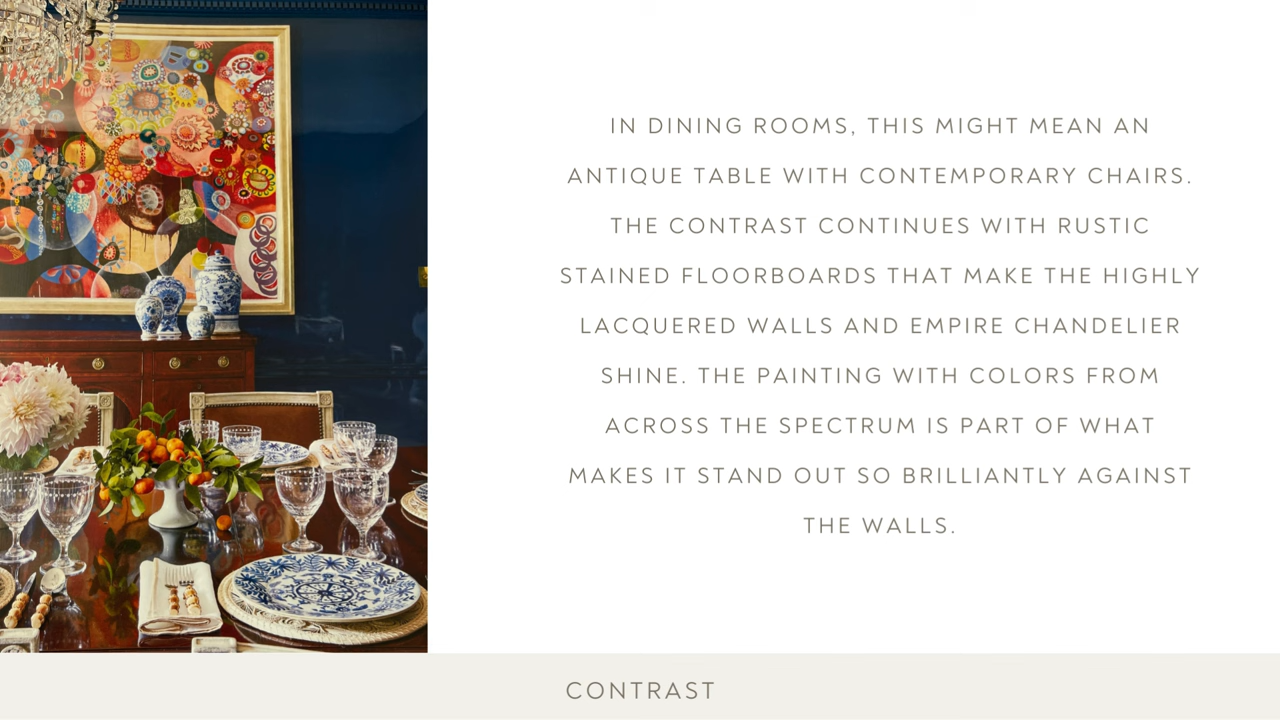 IN DINING ROOMS, THIS MIGHT MEAN AN
ANTIQUE TABLE WITH CONTEMPORARY CHAIRS.
THE CONTRAST CONTINUES WITH RUSTIC
STAINED FLOORBOARDS THAT MAKE THE HIGHLY
LACQUERED WALLS AND EMPIRE CHANDELIER
SHINE. THE PAINTING WITH COLORS FROM
ACROSS THE SPECTRUM IS PART OF WHAT
MAKES IT STAND OUT SO BRILLIANTLY AGAINST
THE WALLS.
CONTRAST